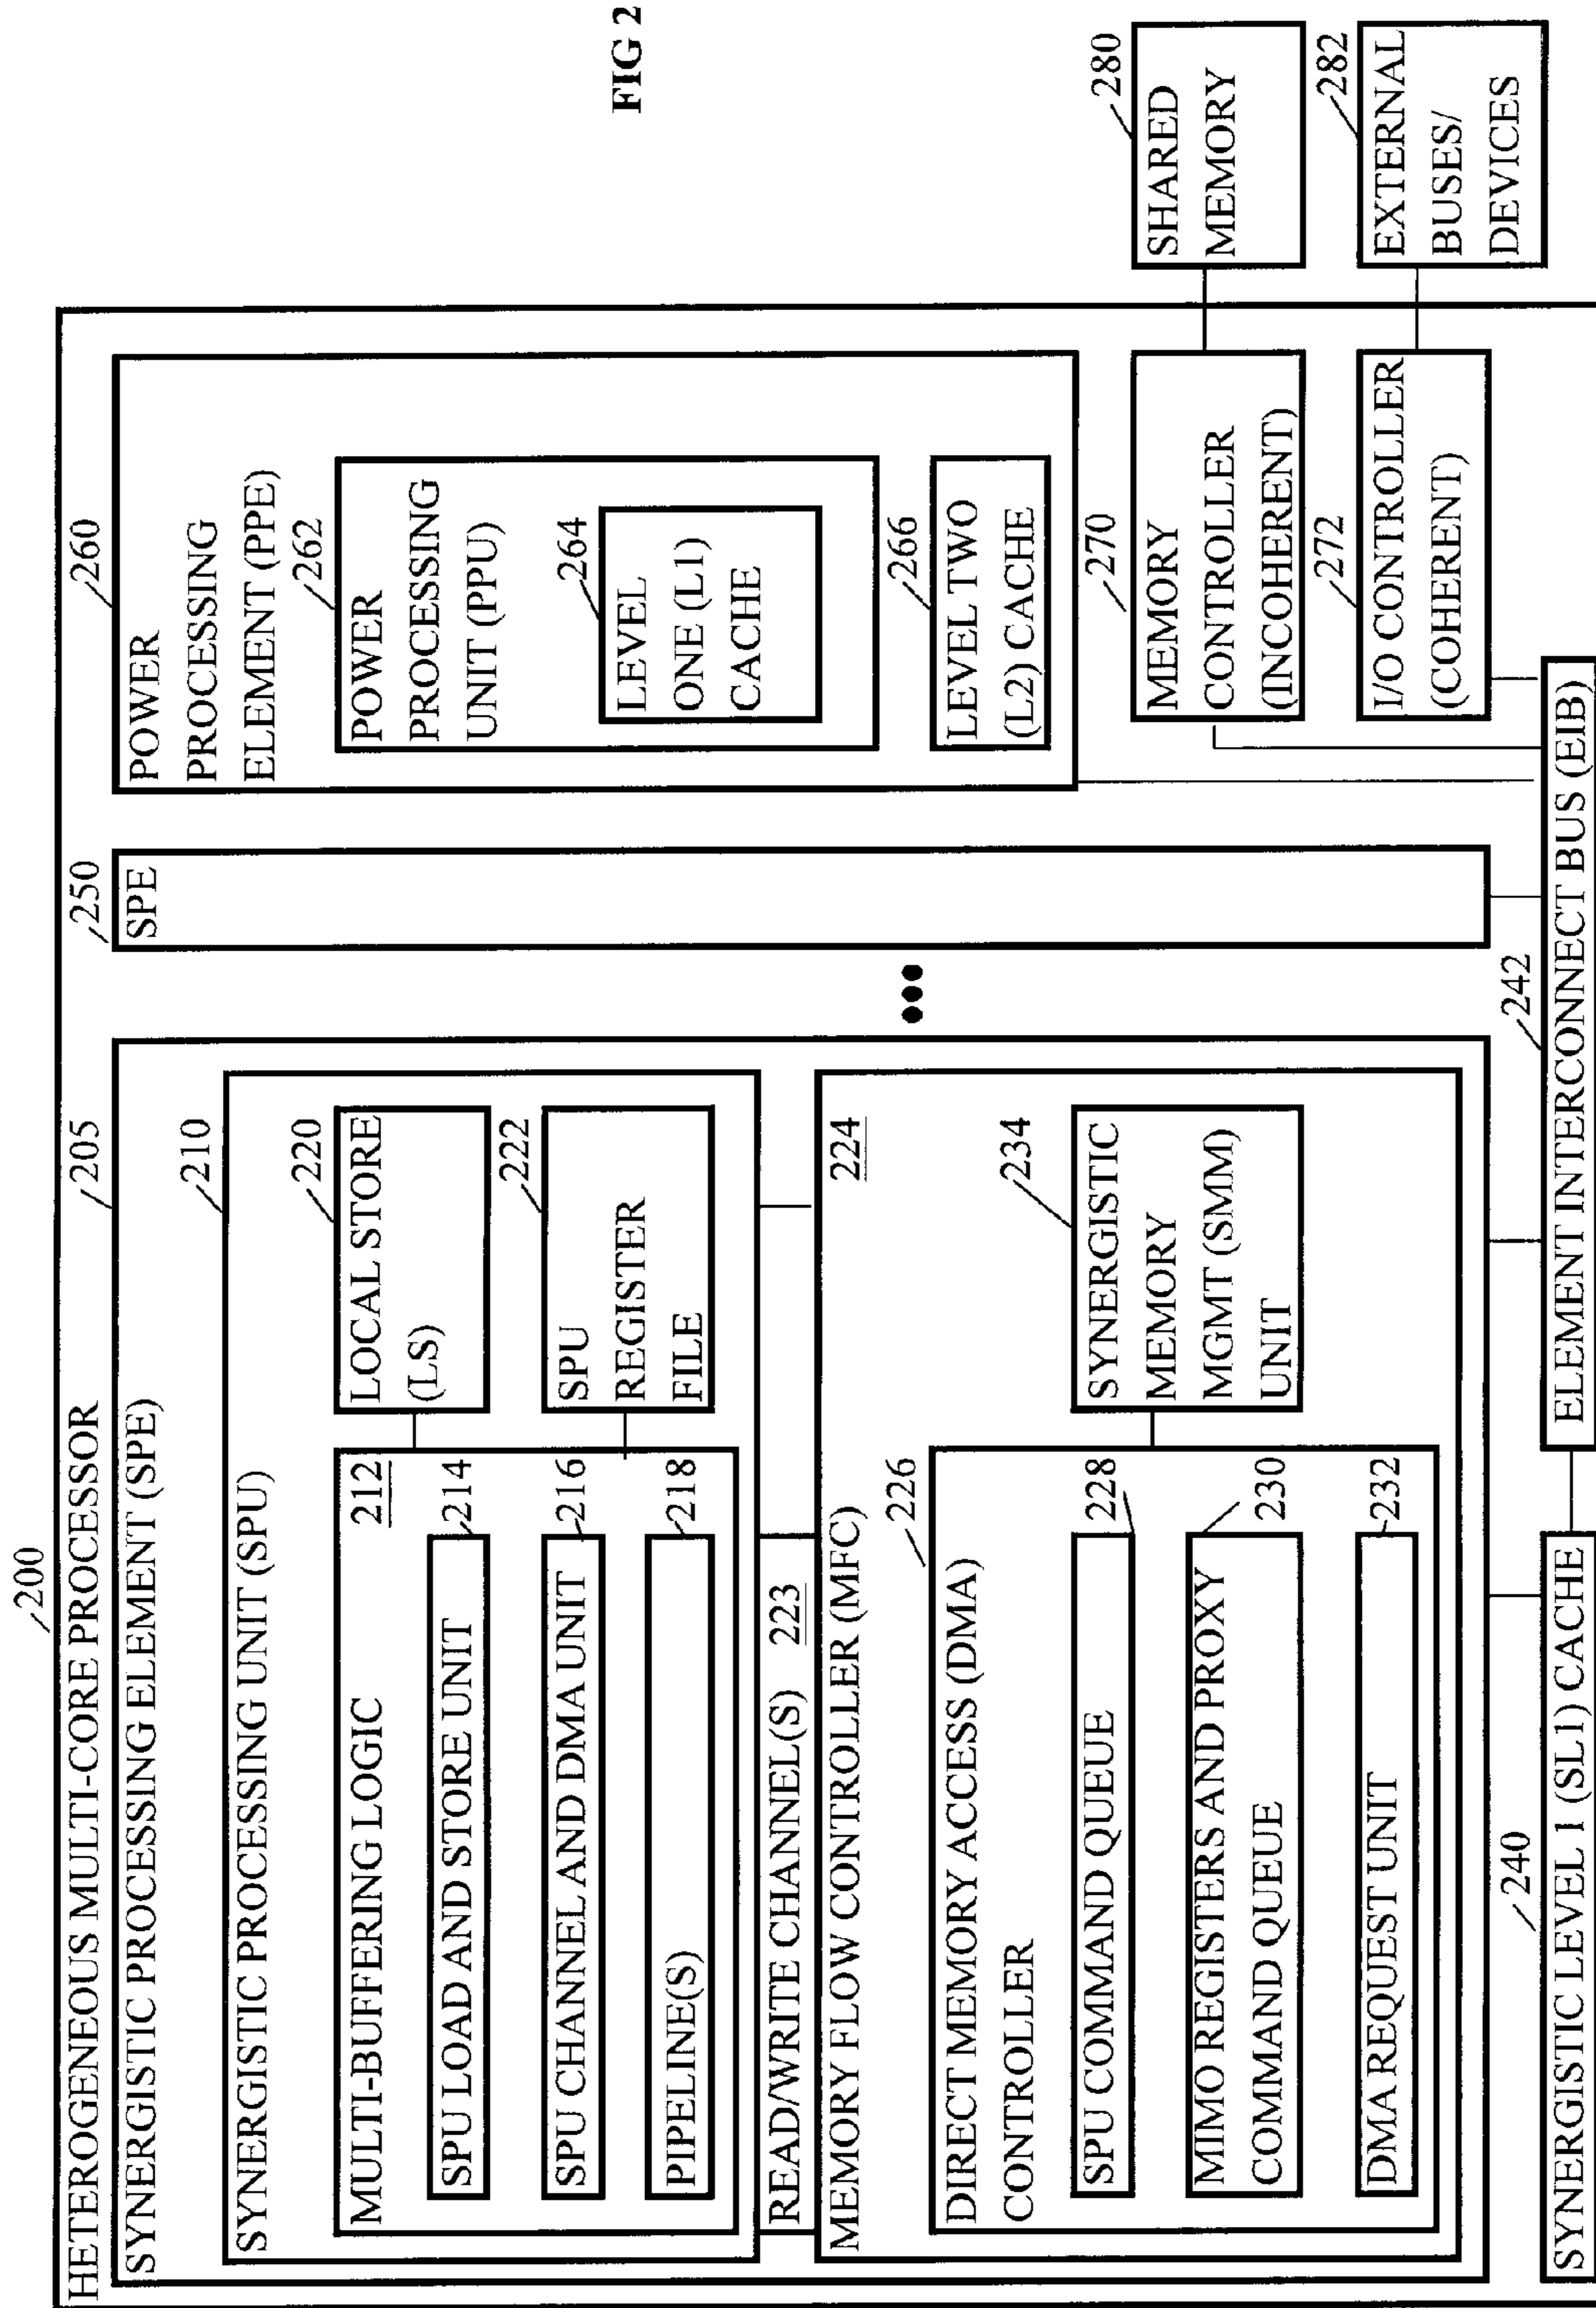 200
HETEROGENEOUS MULTI-CORE PROCESSOR
205
SYNERGISTIC PROCESSING ELEMENT (SPE)
210
SYNERGISTIC PROCESSING UNIT (SPU)
MULTI-BUFFERING LOGIC
212
SPU LOAD AND STORE UNIT
214
SPU CHANNEL AND DMA UNIT
216
PIPELINE(S)
218
220
LOCAL STORE
(LS)
222
SPU
REGISTER
FILE
READ/WRITE CHANNEL(S)
223
MEMORY FLOW CONTROLLER (MFC)
224
226
DIRECT MEMORY ACCESS (DMA)
CONTROLLER
SPU COMMAND QUEUE
228
MIMO REGISTERS AND PROXY
COMMAND QUEUE
230
DMA REQUEST UNIT
232
234
SYNERGISTIC
MEMORY
MGMT (SMM)
UNIT
240
SYNERGISTIC LEVEL 1 (SL1) CACHE
242
ELEMENT INTERCONNECT BUS (EIB)
250
SPE
260
POWER
PROCESSING
ELEMENT (PPE)
262
POWER
PROCESSING
UNIT (PPU)
264
LEVEL
ONE (L1)
CACHE
266
LEVEL TWO
(L2) CACHE
270
MEMORY
CONTROLLER
(INCOHERENT)
272
I/O CONTROLLER
(COHERENT)
280
SHARED
MEMORY
282
EXTERNAL
BUSES/
DEVICES
FIG 2